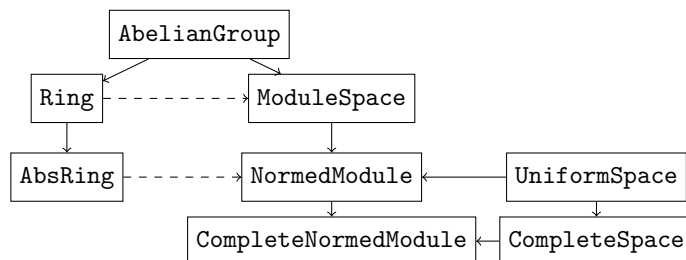 AbelianGroup
Ring
ModuleSpace
AbsRing
NormedModule
UniformSpace
CompleteNormedModule
CompleteSpace